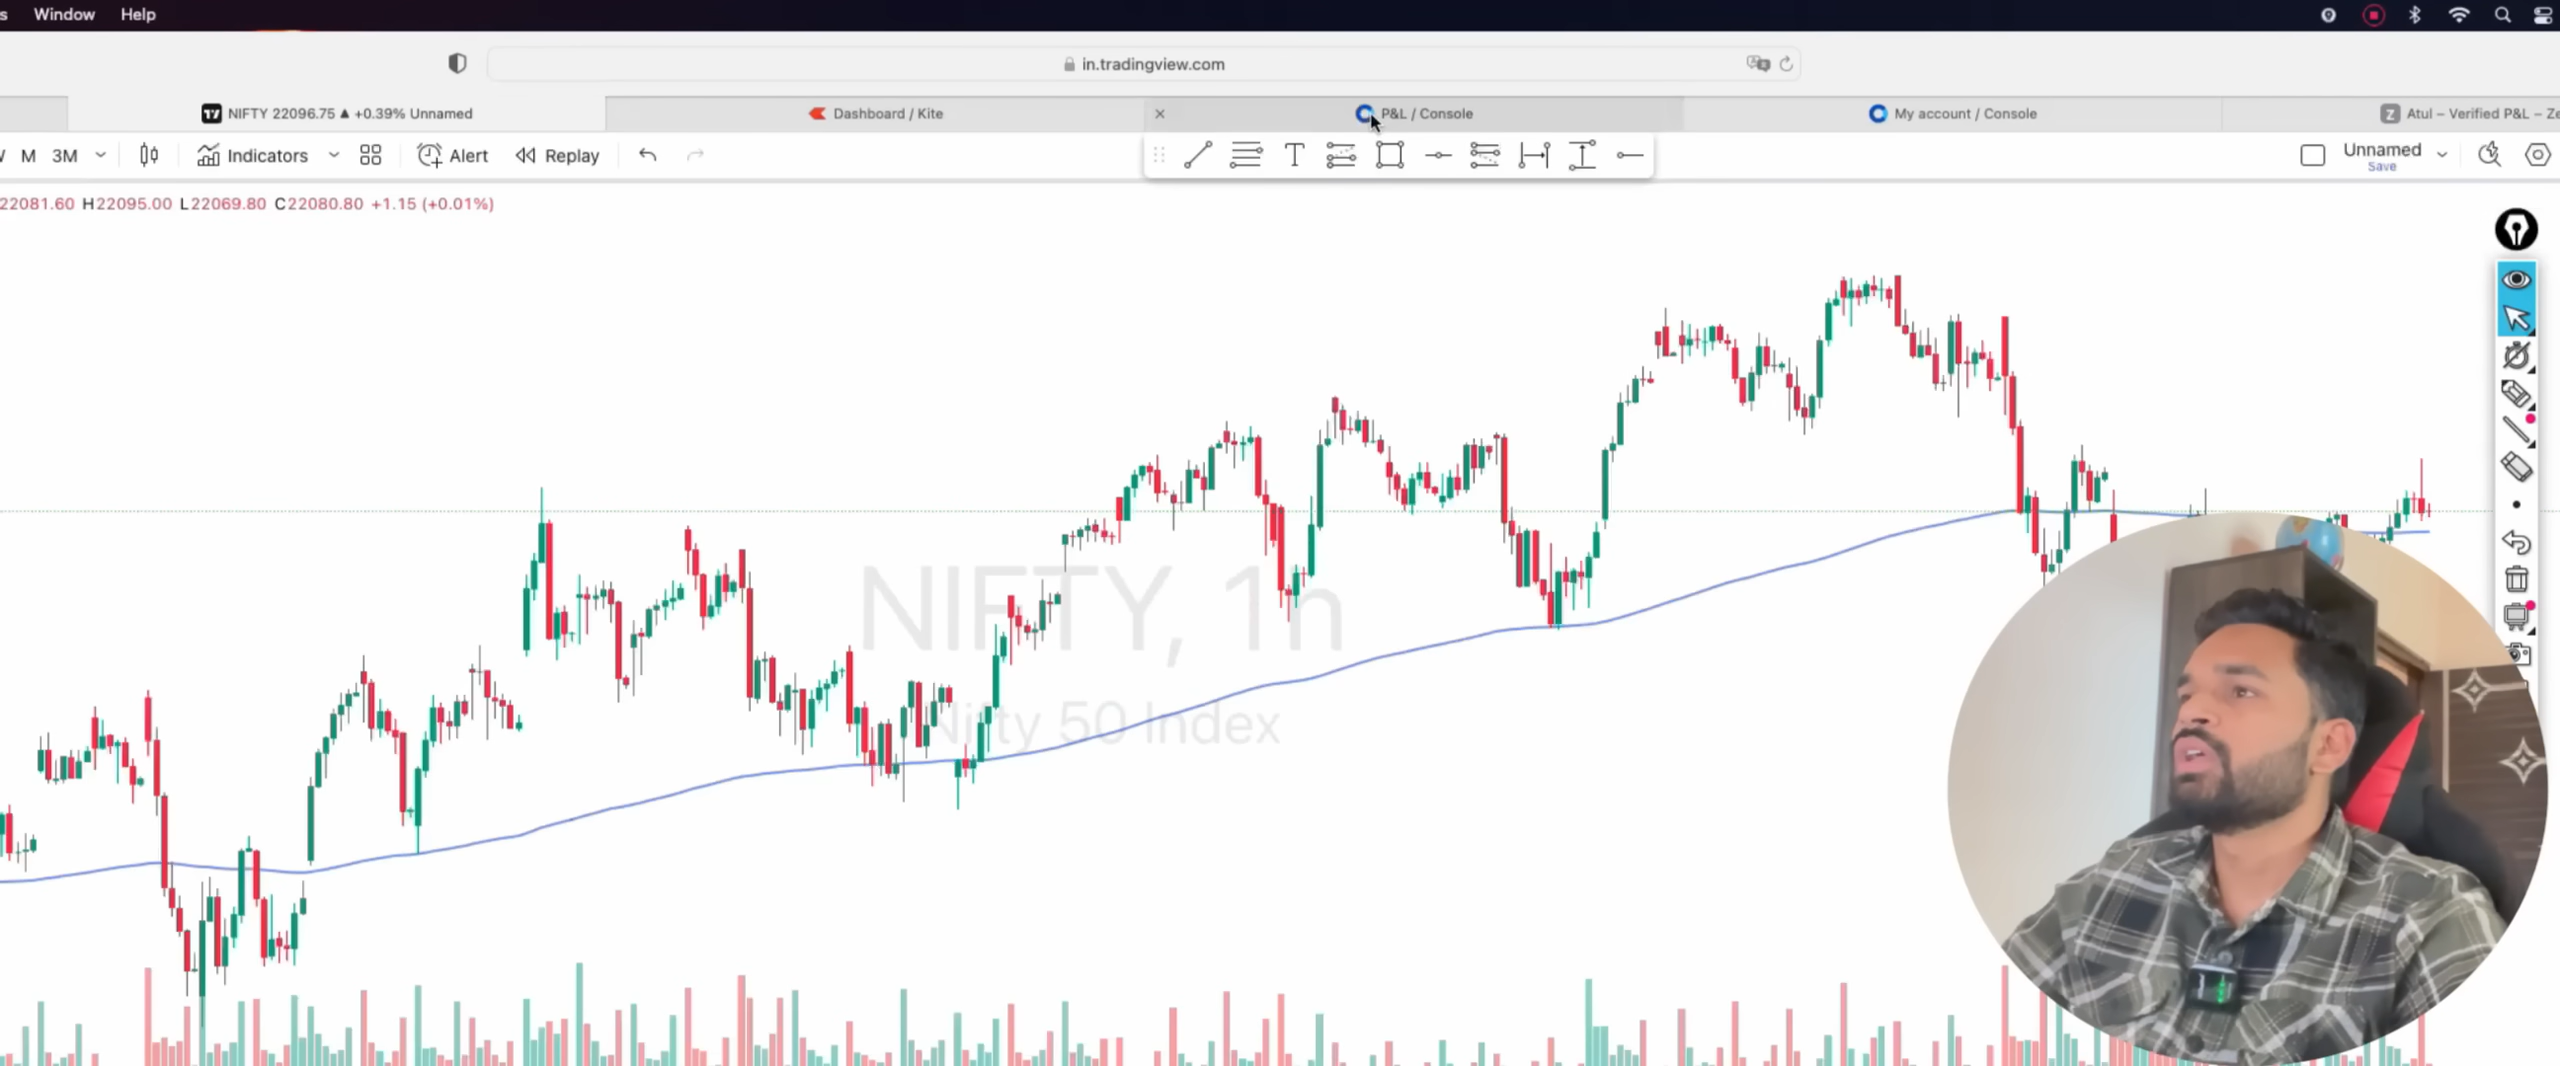 s Window Help
in.tradingview.com
NIFTY 22096.75 ▲ +0.39% Unnamed
Dashboard / Kite
P&L / Console
My account / Console
Atul – Verified P&L – Ze
M 3M Indicators Alert Replay T Unnamed
Save
22081.60 H22095.00 L22069.80 C22080.80 +1.15 (+0.01%)
NIFTY, 1h
Nifty 50 Index